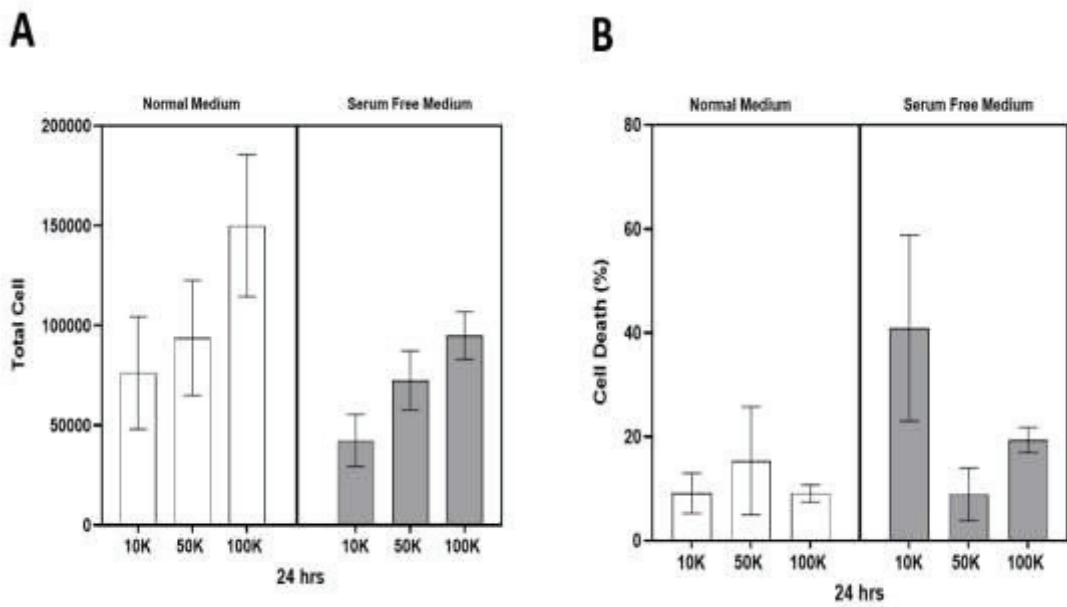 A
Normal Medium Serum Free Medium
200000
150000
100000
50000
0
Total Cell
10K 50K 100K 10K 50K 100K
24 hrs
B
Normal Medium Serum Free Medium
80
60
40
20
0
Cell Death (%)
10K 50K 100K 10K 50K 100K
24 hrs